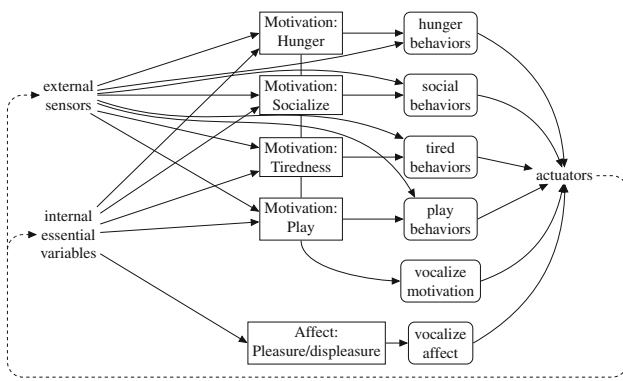 Motivation:
Hunger
hunger
behaviors
external
sensors
Motivation:
Socialize
social
behaviors
Motivation:
Tiredness
tired
behaviors
actuators
internal
essential
variables
Motivation:
Play
play
behaviors
vocalize
motivation
Affect:
Pleasure/displeasure
vocalize
affect